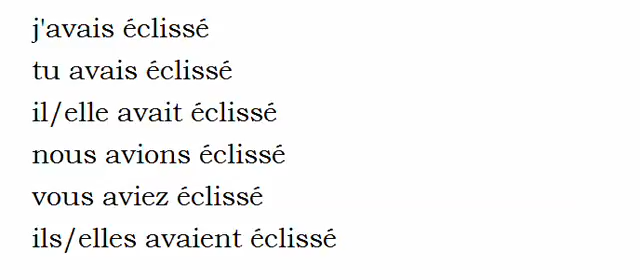 j'avais éclissé
tu avais éclissé
il/elle avait éclissé
nous avions éclissé
vous aviez éclissé
ils/elles avaient éclissé